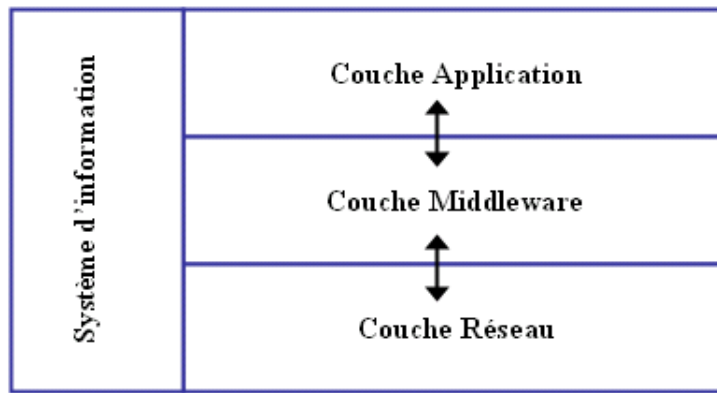 Système d'information
Couche Application
Couche Middleware
Couche Réseau